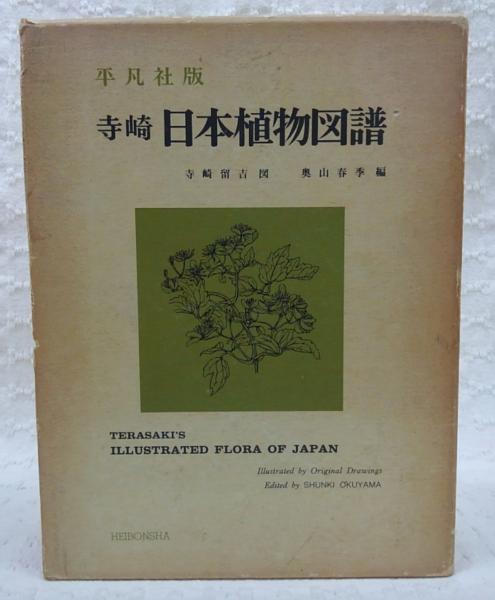 平凡社版
寺崎 日本植物図譜
寺崎留吉図 奥山春季編
TERASAKI'S
ILLUSTRATED FLORA OF JAPAN
Illustrated by Original Drawings
Edited by SHUNKI OKUYAMA
HEIBONSHA